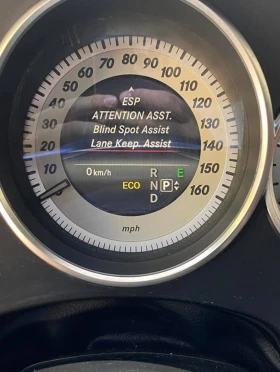 80
70 90
60 100
50 110
40 120
30 130
20 140
10 150
160
ESP
ATTENTION ASST.
Blind Spot Assist
Lane Keep. Assist
0 km/h R E
ECO N P
D
mph